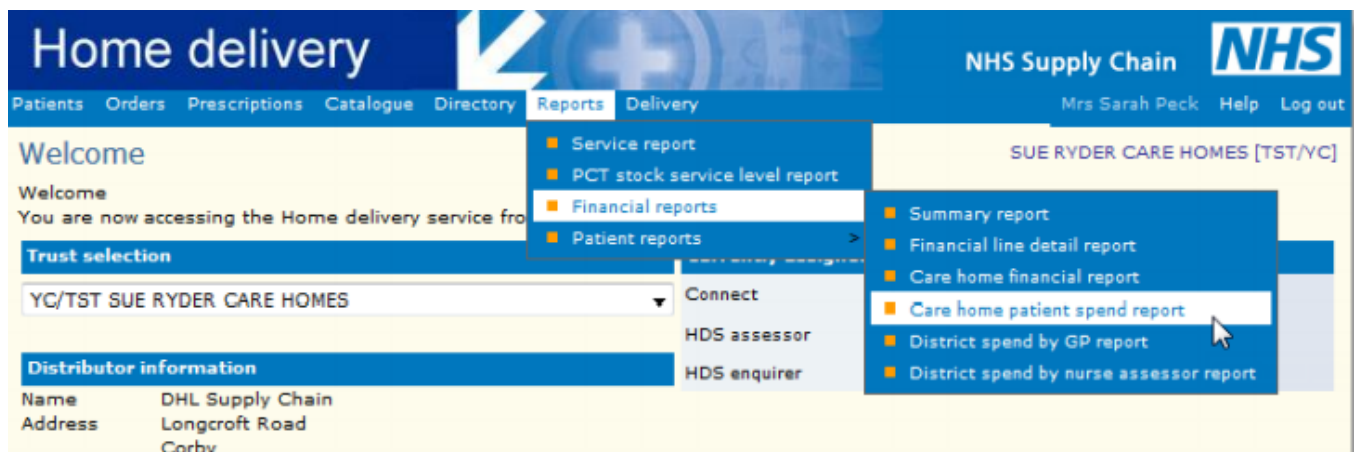 Home delivery
NHS Supply Chain NHS
Patients Orders Prescriptions Catalogue Directory Reports Delivery Mrs Sarah Peck Help Log out
Service report
PCT stock service level report
Financial reports
Patient reports >
Summary report
Financial line detail report
Care home financial report
Care home patient spend report
District spend by GP report
District spend by nurse assessor report
Welcome
SUE RYDER CARE HOMES [TST/YC]
Welcome
You are now accessing the Home delivery service fro
Trust selection
YC/TST SUE RYDER CARE HOMES
Connect
HDS assessor
HDS enquirer
Distributor information
Name DHL Supply Chain
Address Longcroft Road
Corby